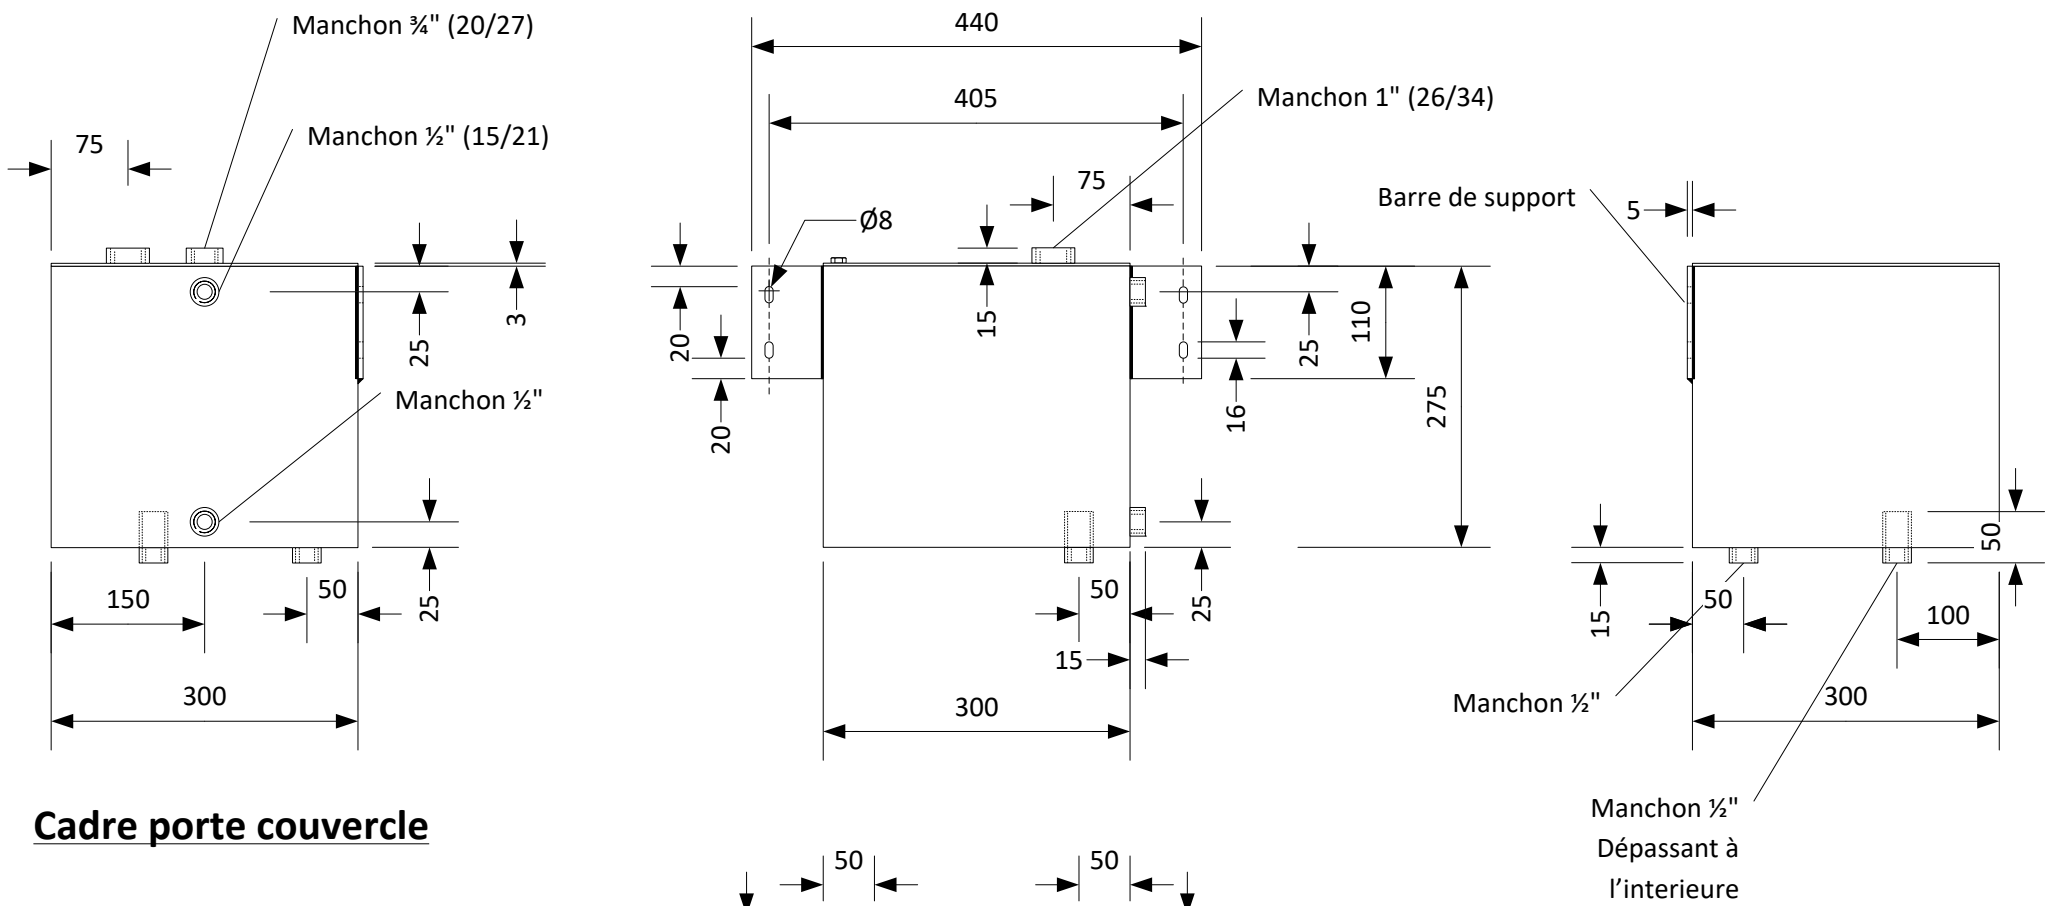 Manchon ¾" (20/27)
Manchon ½" (15/21)
75
3
25
Manchon ½"
150
50
25
300
440
405
Manchon 1" (26/34)
75
Ø8
15
20
20
25
110
16
275
50
25
15
300
Barre de support
5
50
15
50
100
Manchon ½"
300
Manchon ½"
Dépassant à
l’interieure
Cadre porte couvercle
50
50